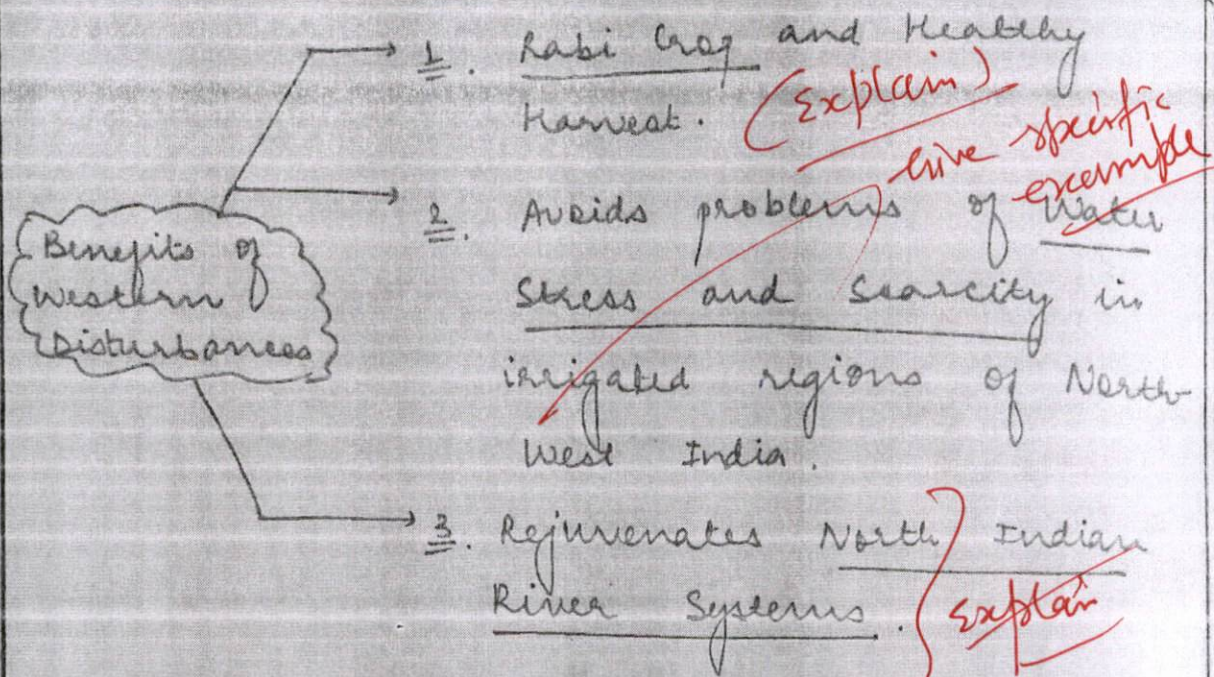 1. Rabi Crop and Healthy
Harvest. (Explain)
Give specific
example
2. Avoids problems of Water
Stress and Scarcity in
irrigated regions of North-
West India.
Benefits of
Western
Disturbances
3. Rejuvenates North Indian
River Systems. Explain